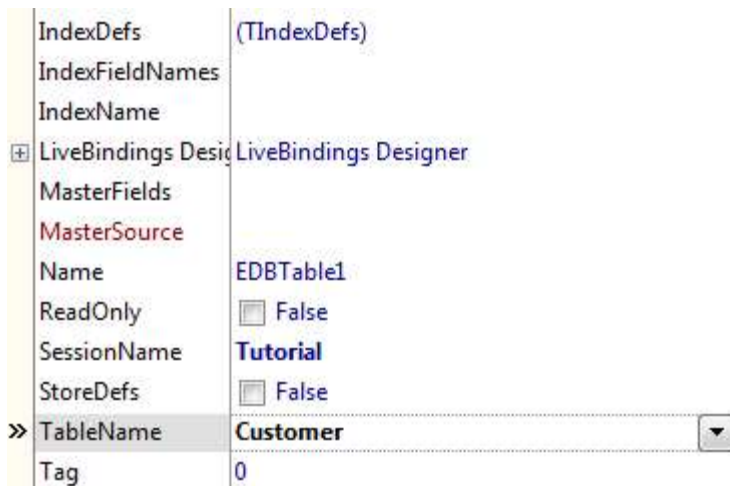 IndexDefs (TIndexDefs)
IndexFieldNames
IndexName
LiveBindings Desig LiveBindings Designer
MasterFields
MasterSource
Name EDBTable1
ReadOnly False
SessionName Tutorial
StoreDefs False
» TableName Customer
Tag 0